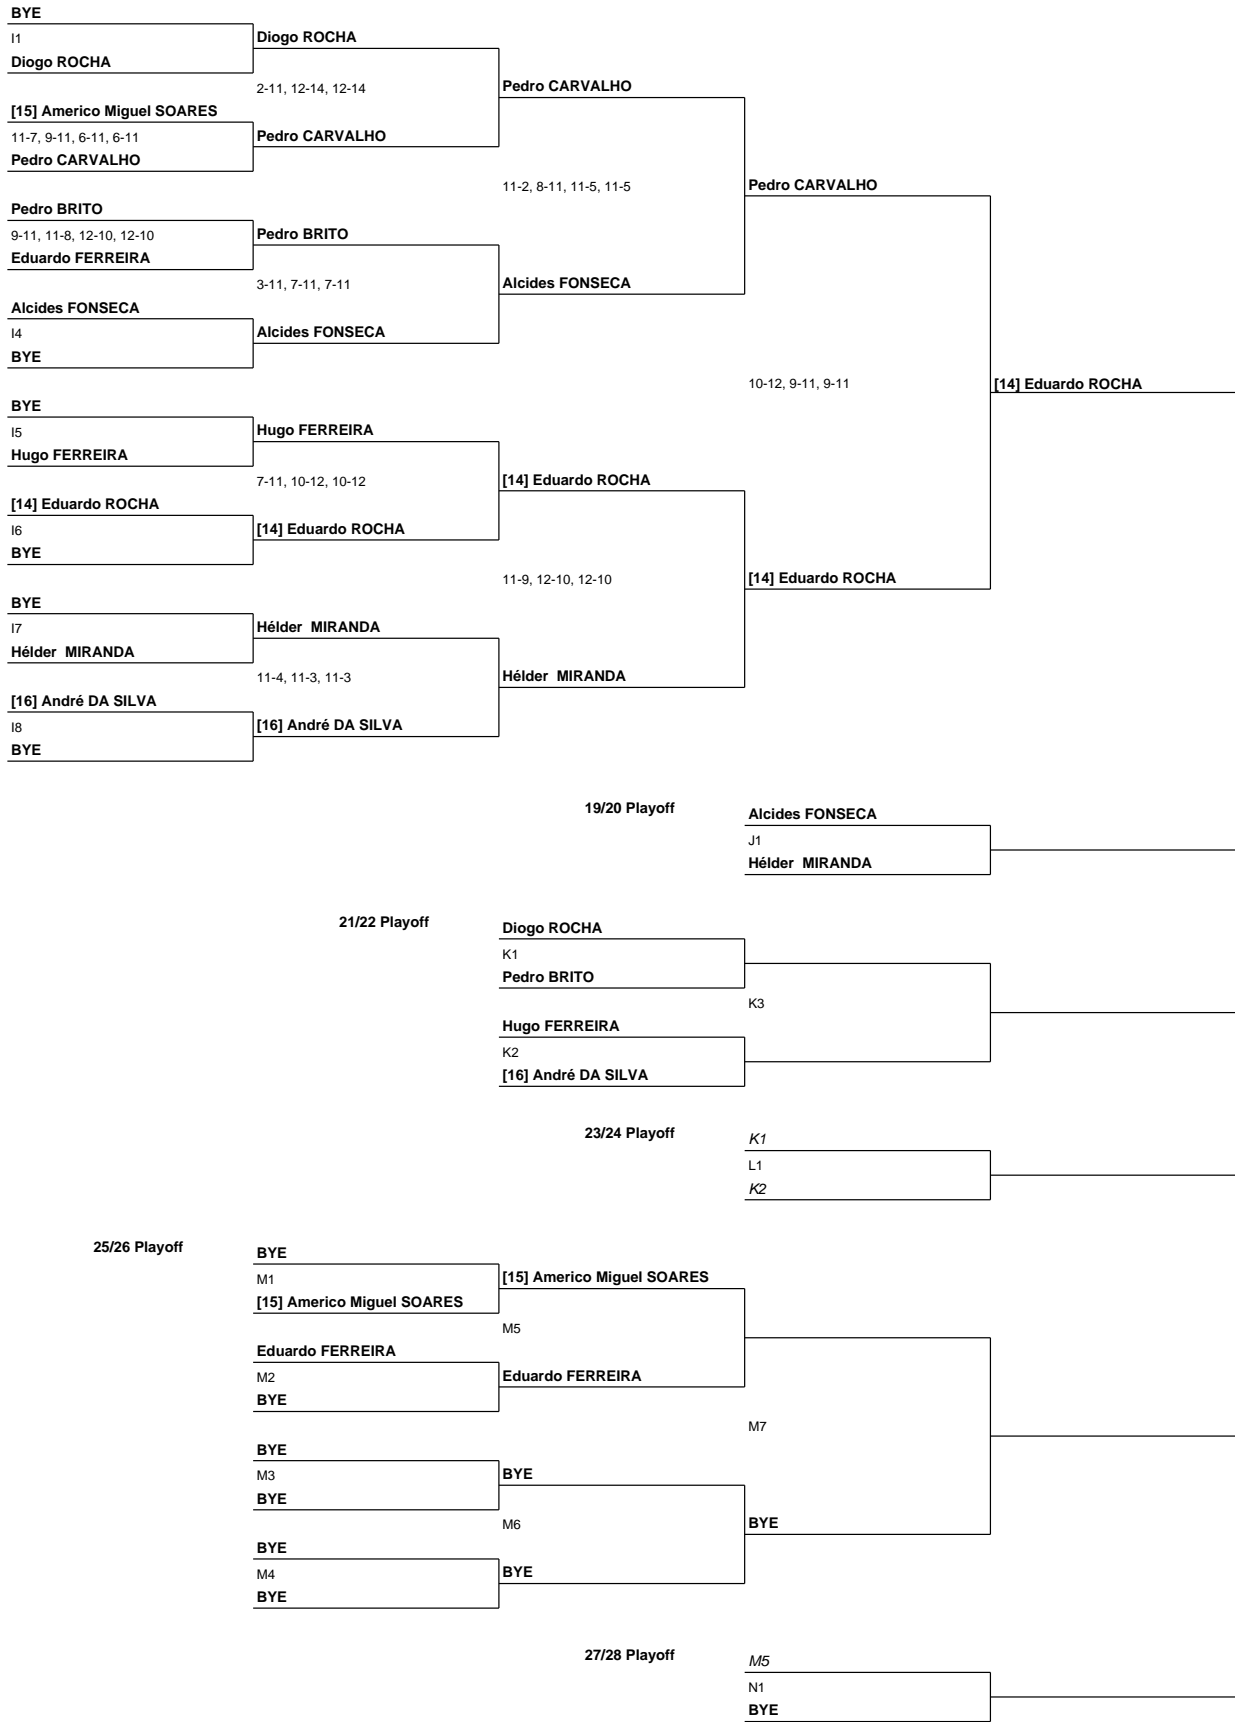 BYE
I1
Diogo ROCHA
Diogo ROCHA
2-11, 12-14, 12-14
Pedro CARVALHO
[15] Americo Miguel SOARES
11-7, 9-11, 6-11, 6-11
Pedro CARVALHO
Pedro CARVALHO
11-2, 8-11, 11-5, 11-5
Pedro CARVALHO
Pedro BRITO
9-11, 11-8, 12-10, 12-10
Pedro BRITO
Eduardo FERREIRA
3-11, 7-11, 7-11
Alcides FONSECA
Alcides FONSECA
I4
Alcides FONSECA
BYE
10-12, 9-11, 9-11
[14] Eduardo ROCHA
BYE
I5
Hugo FERREIRA
Hugo FERREIRA
7-11, 10-12, 10-12
[14] Eduardo ROCHA
[14] Eduardo ROCHA
I6
[14] Eduardo ROCHA
BYE
11-9, 12-10, 12-10
[14] Eduardo ROCHA
BYE
I7
Hélder  MIRANDA
Hélder  MIRANDA
11-4, 11-3, 11-3
Hélder  MIRANDA
[16] André DA SILVA
I8
[16] André DA SILVA
BYE
19/20 Playoff
Alcides FONSECA
J1
Hélder  MIRANDA
21/22 Playoff
Diogo ROCHA
K1
Pedro BRITO
K3
Hugo FERREIRA
K2
[16] André DA SILVA
23/24 Playoff
K1
L1
K2
25/26 Playoff
BYE
M1
[15] Americo Miguel SOARES
[15] Americo Miguel SOARES
M5
Eduardo FERREIRA
M2
Eduardo FERREIRA
BYE
M7
BYE
M3
BYE
BYE
M6
BYE
BYE
M4
BYE
BYE
27/28 Playoff
M5
N1
BYE